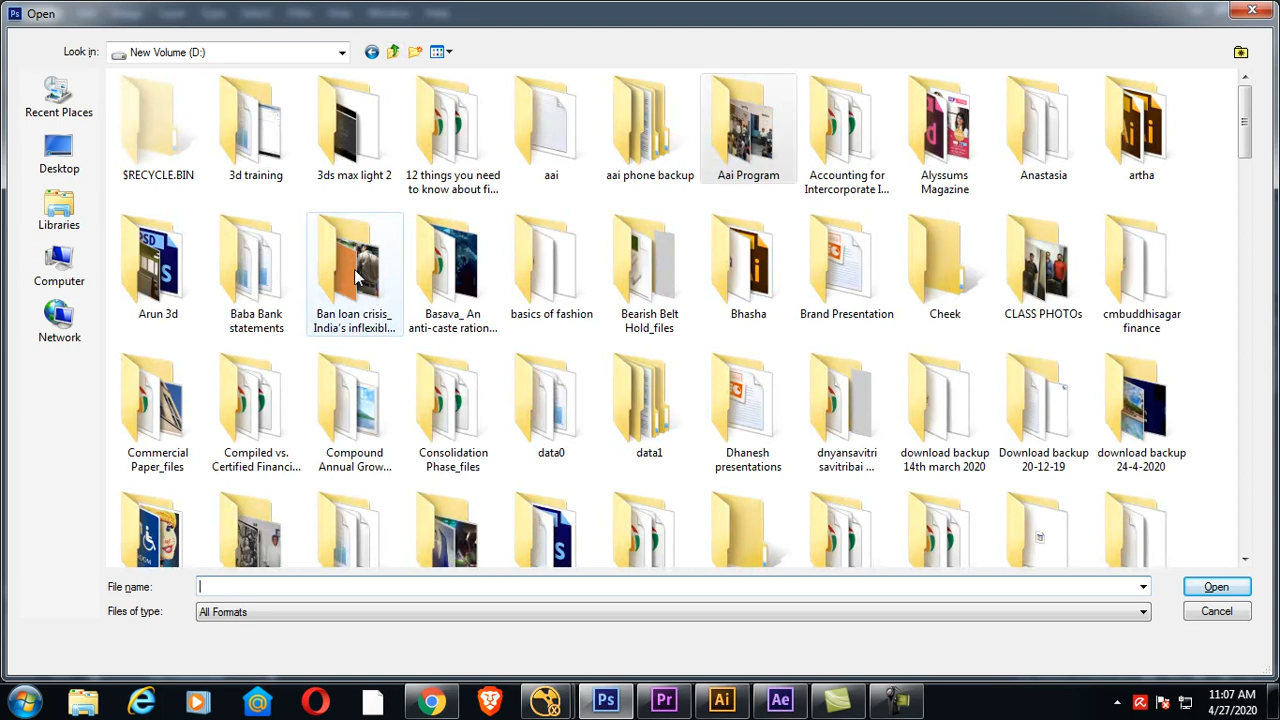 Open
Look in:
New Volume (D:)
Recent Places
Desktop
Libraries
Computer
Network
$RECYCLE.BIN
3d training
3ds max light 2
12 things you need
to know about fi...
aai
aai phone backup
Aai Program
Accounting for
Intercorporate I...
Alyssums
Magazine
Anastasia
artha
Arun 3d
Baba Bank
statements
Ban loan crisis_
India's inflexibl...
Basava_ An
anti-caste ration...
basics of fashion
Bearish Belt
Hold_files
Bhasha
Brand Presentation
Cheek
CLASS PHOTOs
cmbuddhisagar
finance
Commercial
Paper_files
Compiled vs.
Certified Financi...
Compound
Annual Grow...
Consolidation
Phase_files
data0
data1
Dhanesh
presentations
dnyansavitri
savitribai ...
download backup
14th march 2020
Download backup
20-12-19
download backup
24-4-2020
File name:
Open
Files of type:
All Formats
Cancel
11:07 AM
4/27/2020